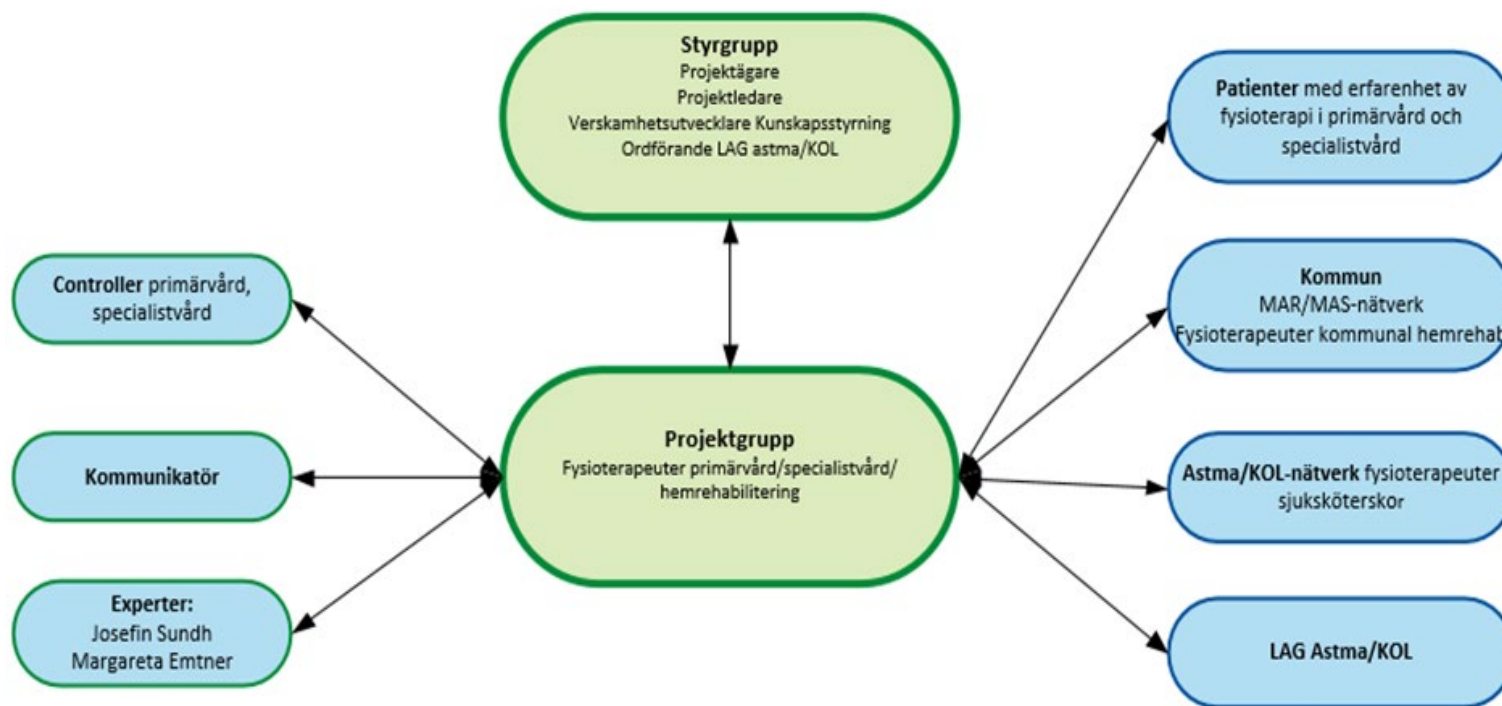 Styrgrupp
Projektägare
Projektledare
Verskamhetsutvecklare Kunskapsstyrning
Ordförande LAG astma/KOL
Controller primärvård,
specialistvård
Kommunikatör
Experter:
Josefin Sundh
Margareta Emtner
Projektgrupp
Fysioterapeuter primärvård/specialistvård/
hemrehabilitering
Patienter med erfarenhet av
fysioterapi i primärvård och
specialistvård
Kommun
MAR/MAS-nätverk
Fysioterapeuter kommunal hemrehab
Astma/KOL-nätverk fysioterapeuter
sjuksköterskor
LAG Astma/KOL